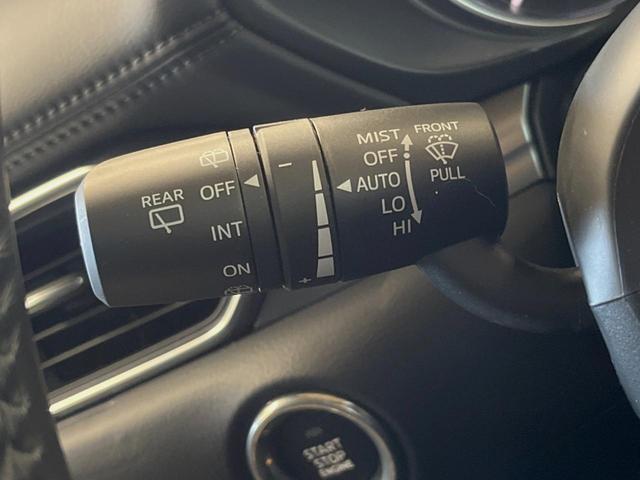 REAR
OFF
INT
ON
−
+
MIST
OFF
AUTO
LO
HI
FRONT
PULL
START
STOP
ENGINE